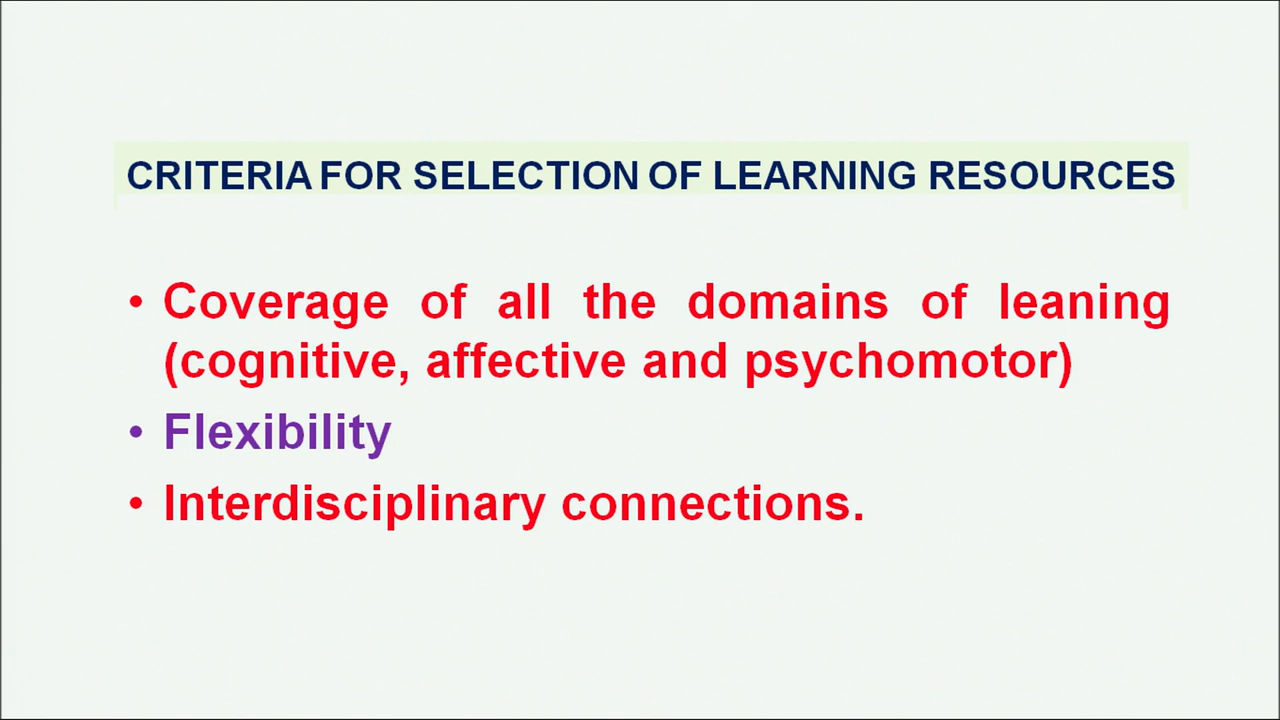 CRITERIA FOR SELECTION OF LEARNING RESOURCES
• Coverage of all the domains of leaning
(cognitive, affective and psychomotor)
• Flexibility
• Interdisciplinary connections.